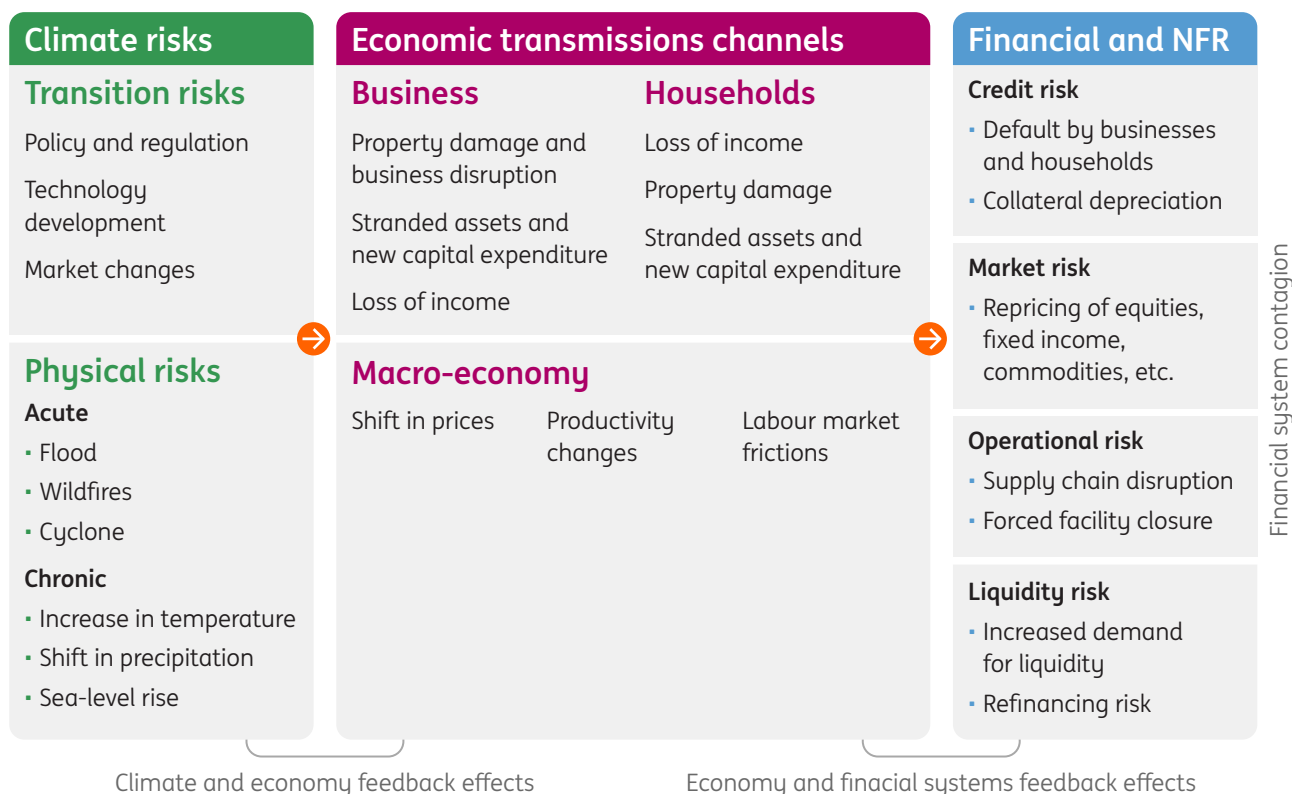 Climate risks
Transition risks
Policy and regulation
Technology
development
Market changes
Physical risks
Acute
· Flood
· Wildfires
· Cyclone
Chronic
· Increase in temperature
· Shift in precipitation
· Sea-level rise
Economic transmissions channels
Business
Property damage and
business disruption
Stranded assets and
new capital expenditure
Loss of income
Households
Loss of income
Property damage
Stranded assets and
new capital expenditure
Macro-economy
Shift in prices
Productivity
changes
Labour market
frictions
Financial and NFR
Credit risk
· Default by businesses
and households
· Collateral depreciation
Market risk
· Repricing of equities,
fixed income,
commodities, etc.
Operational risk
· Supply chain disruption
· Forced facility closure
Liquidity risk
· Increased demand
for liquidity
· Refinancing risk
Financial system contagion
Climate and economy feedback effects
Economy and finacial systems feedback effects